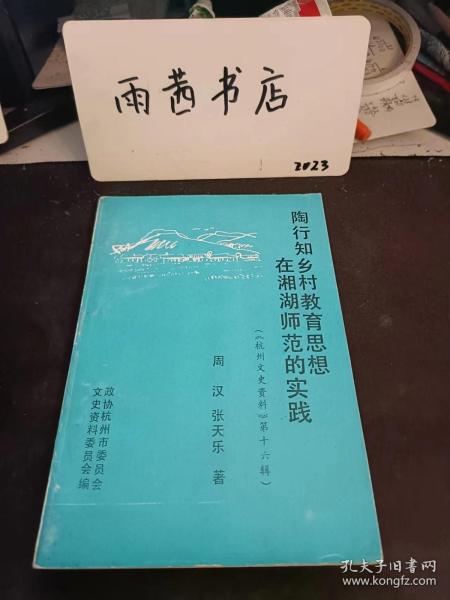 雨茜书店
2023
陶行知乡村教育思想
在湘湖师范的实践
(《杭州文史资料》第十六辑)
周汉 张天乐 著
政协杭州市委员会
文史资料委员会编
孔夫子旧书网
www.kongfz.com